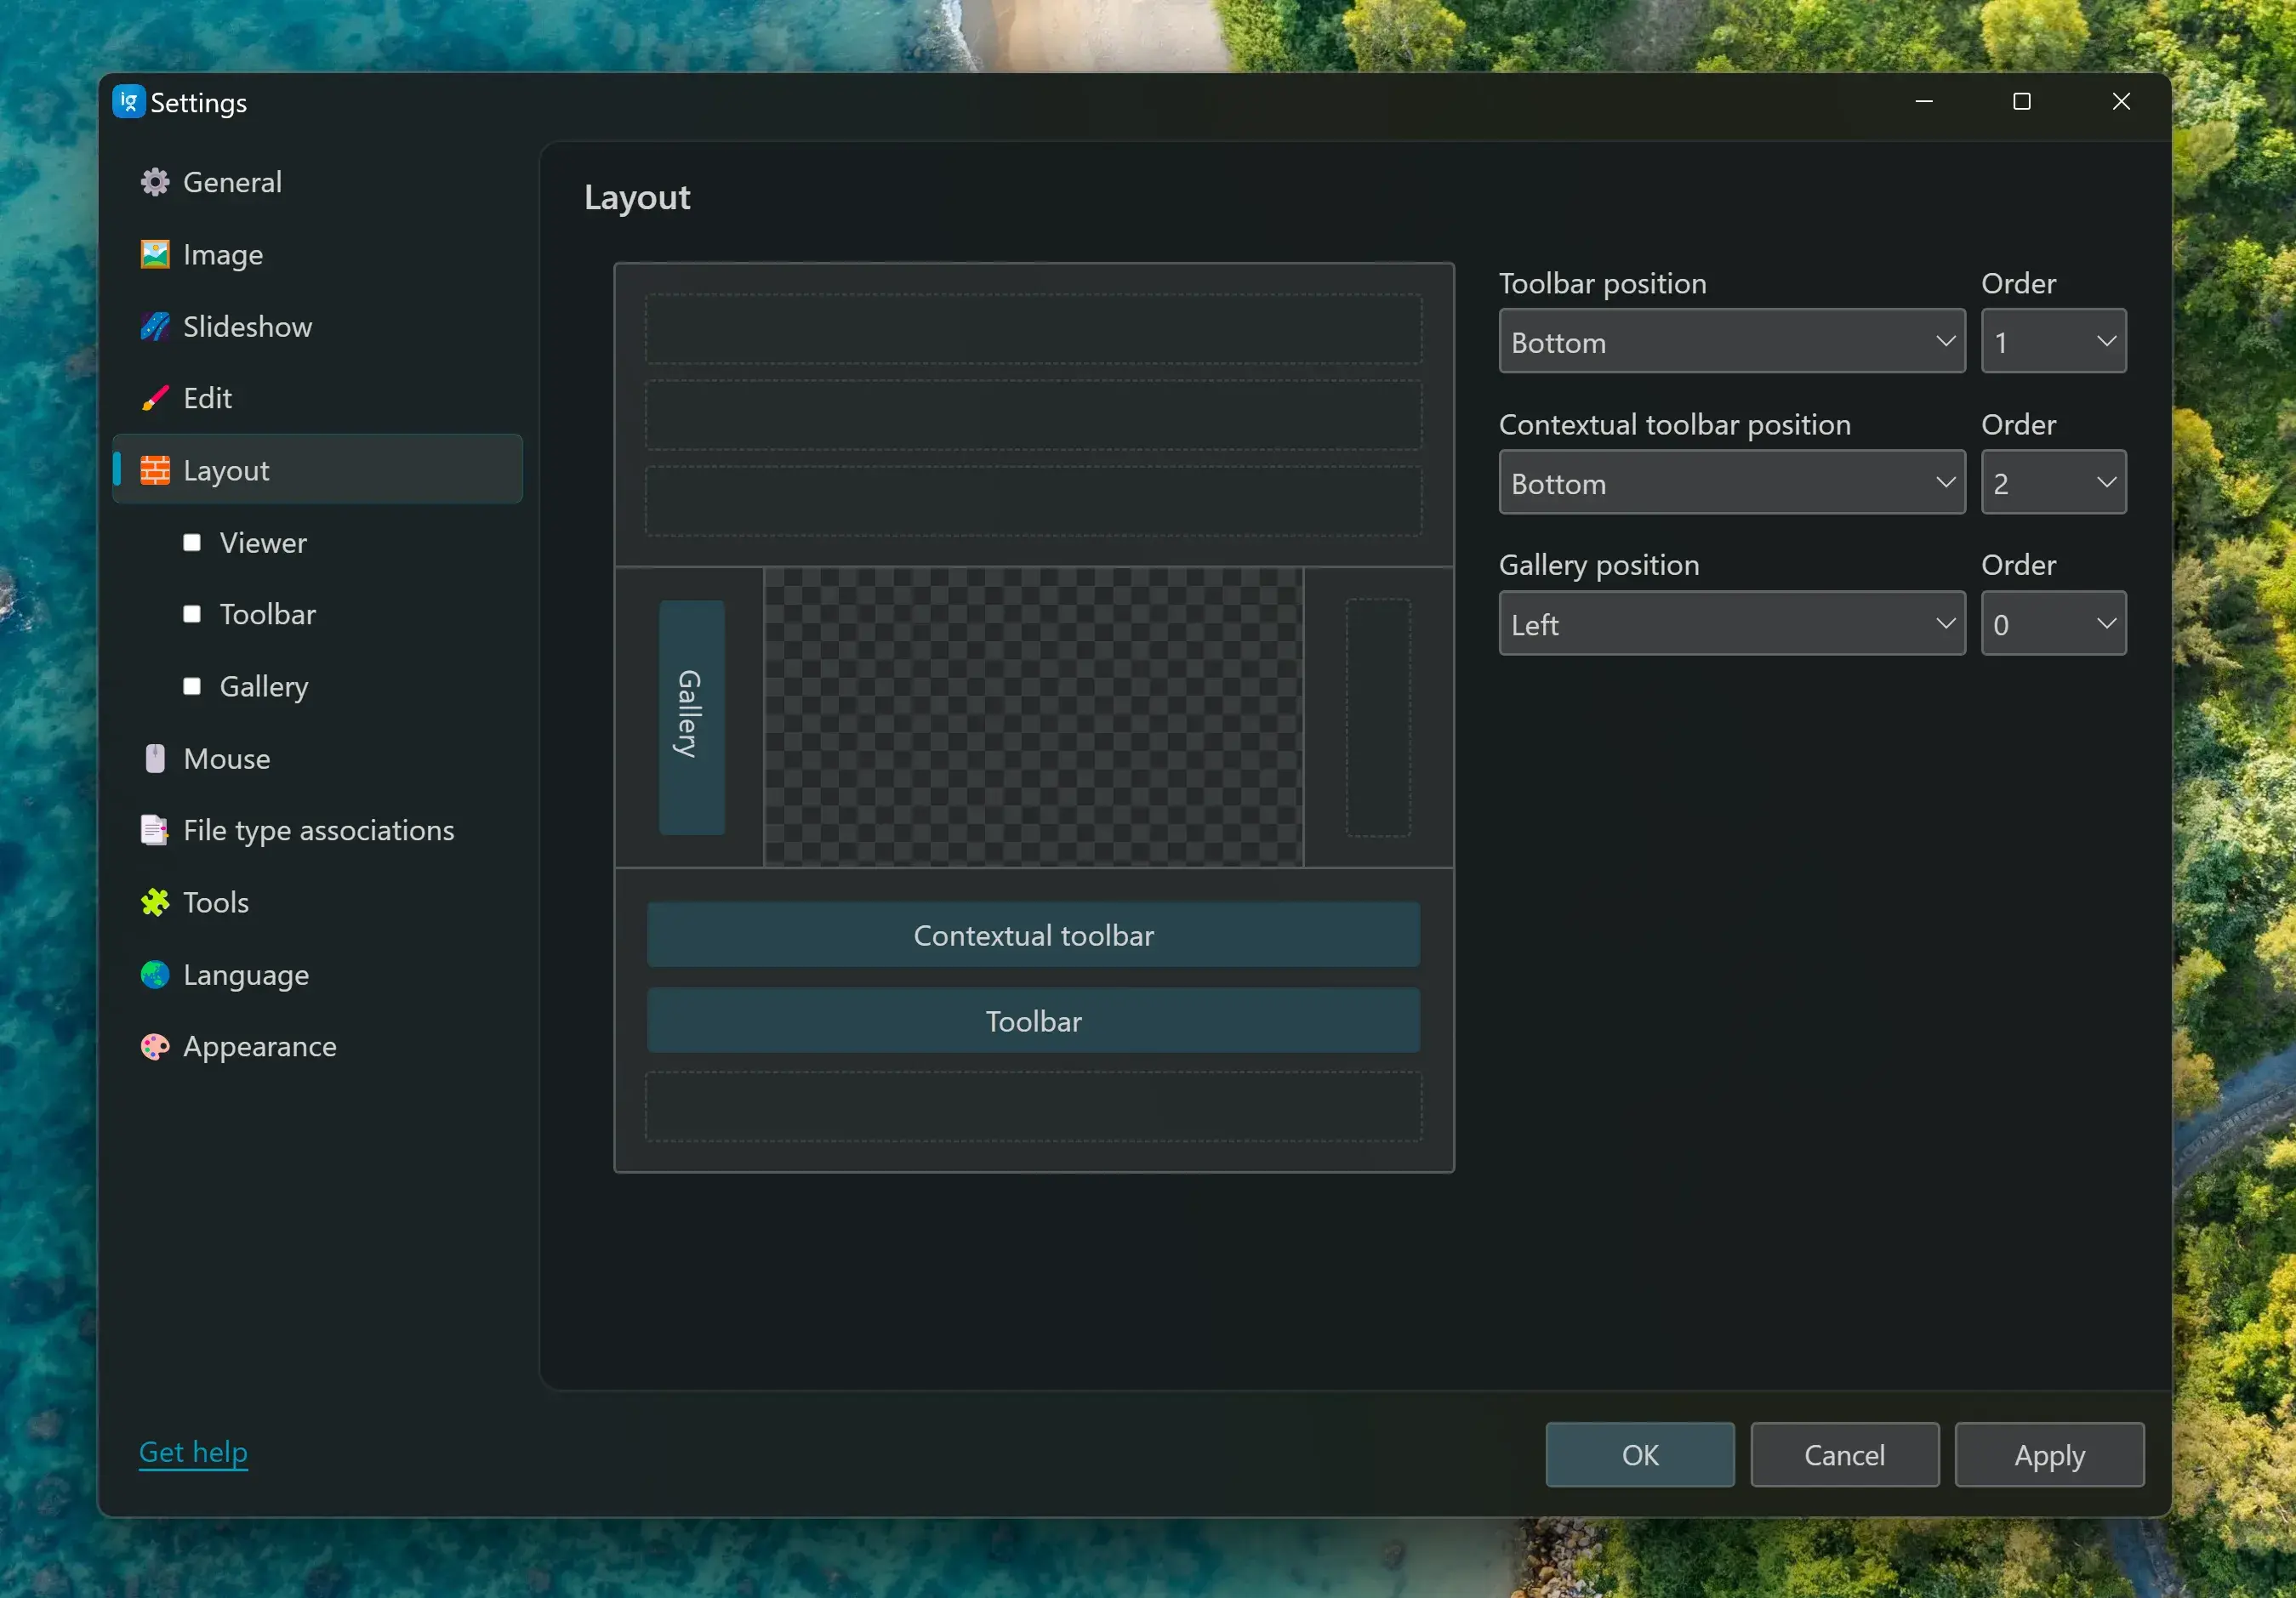 ig Settings
General
Image
Slideshow
Edit
Layout
Viewer
Toolbar
Gallery
Mouse
File type associations
Tools
Language
Appearance
Get help
Layout
Gallery
Contextual toolbar
Toolbar
Toolbar position Order
Bottom 1
Contextual toolbar position Order
Bottom 2
Gallery position Order
Left 0
OK Cancel Apply